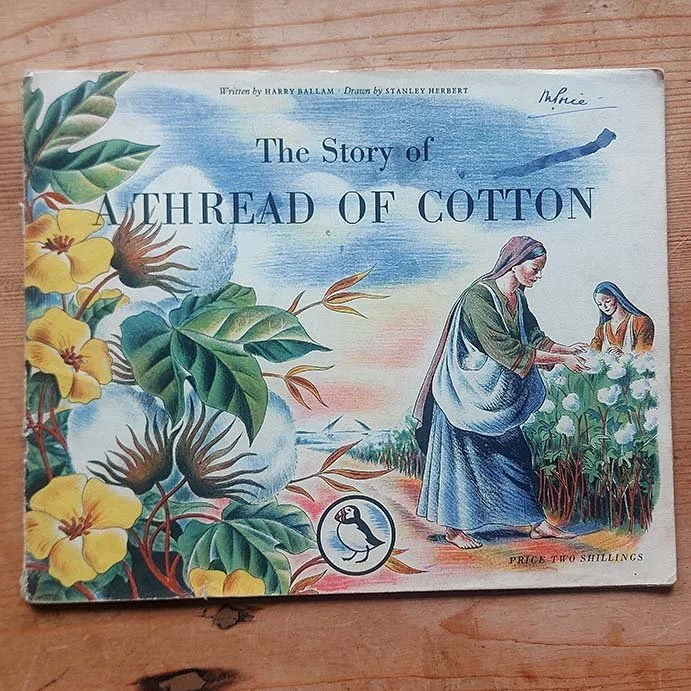 Written by HARRY BALLAM · Drawn by STANLEY HERBERT
M Price
The Story of
A THREAD OF COTTON
PRICE TWO SHILLINGS